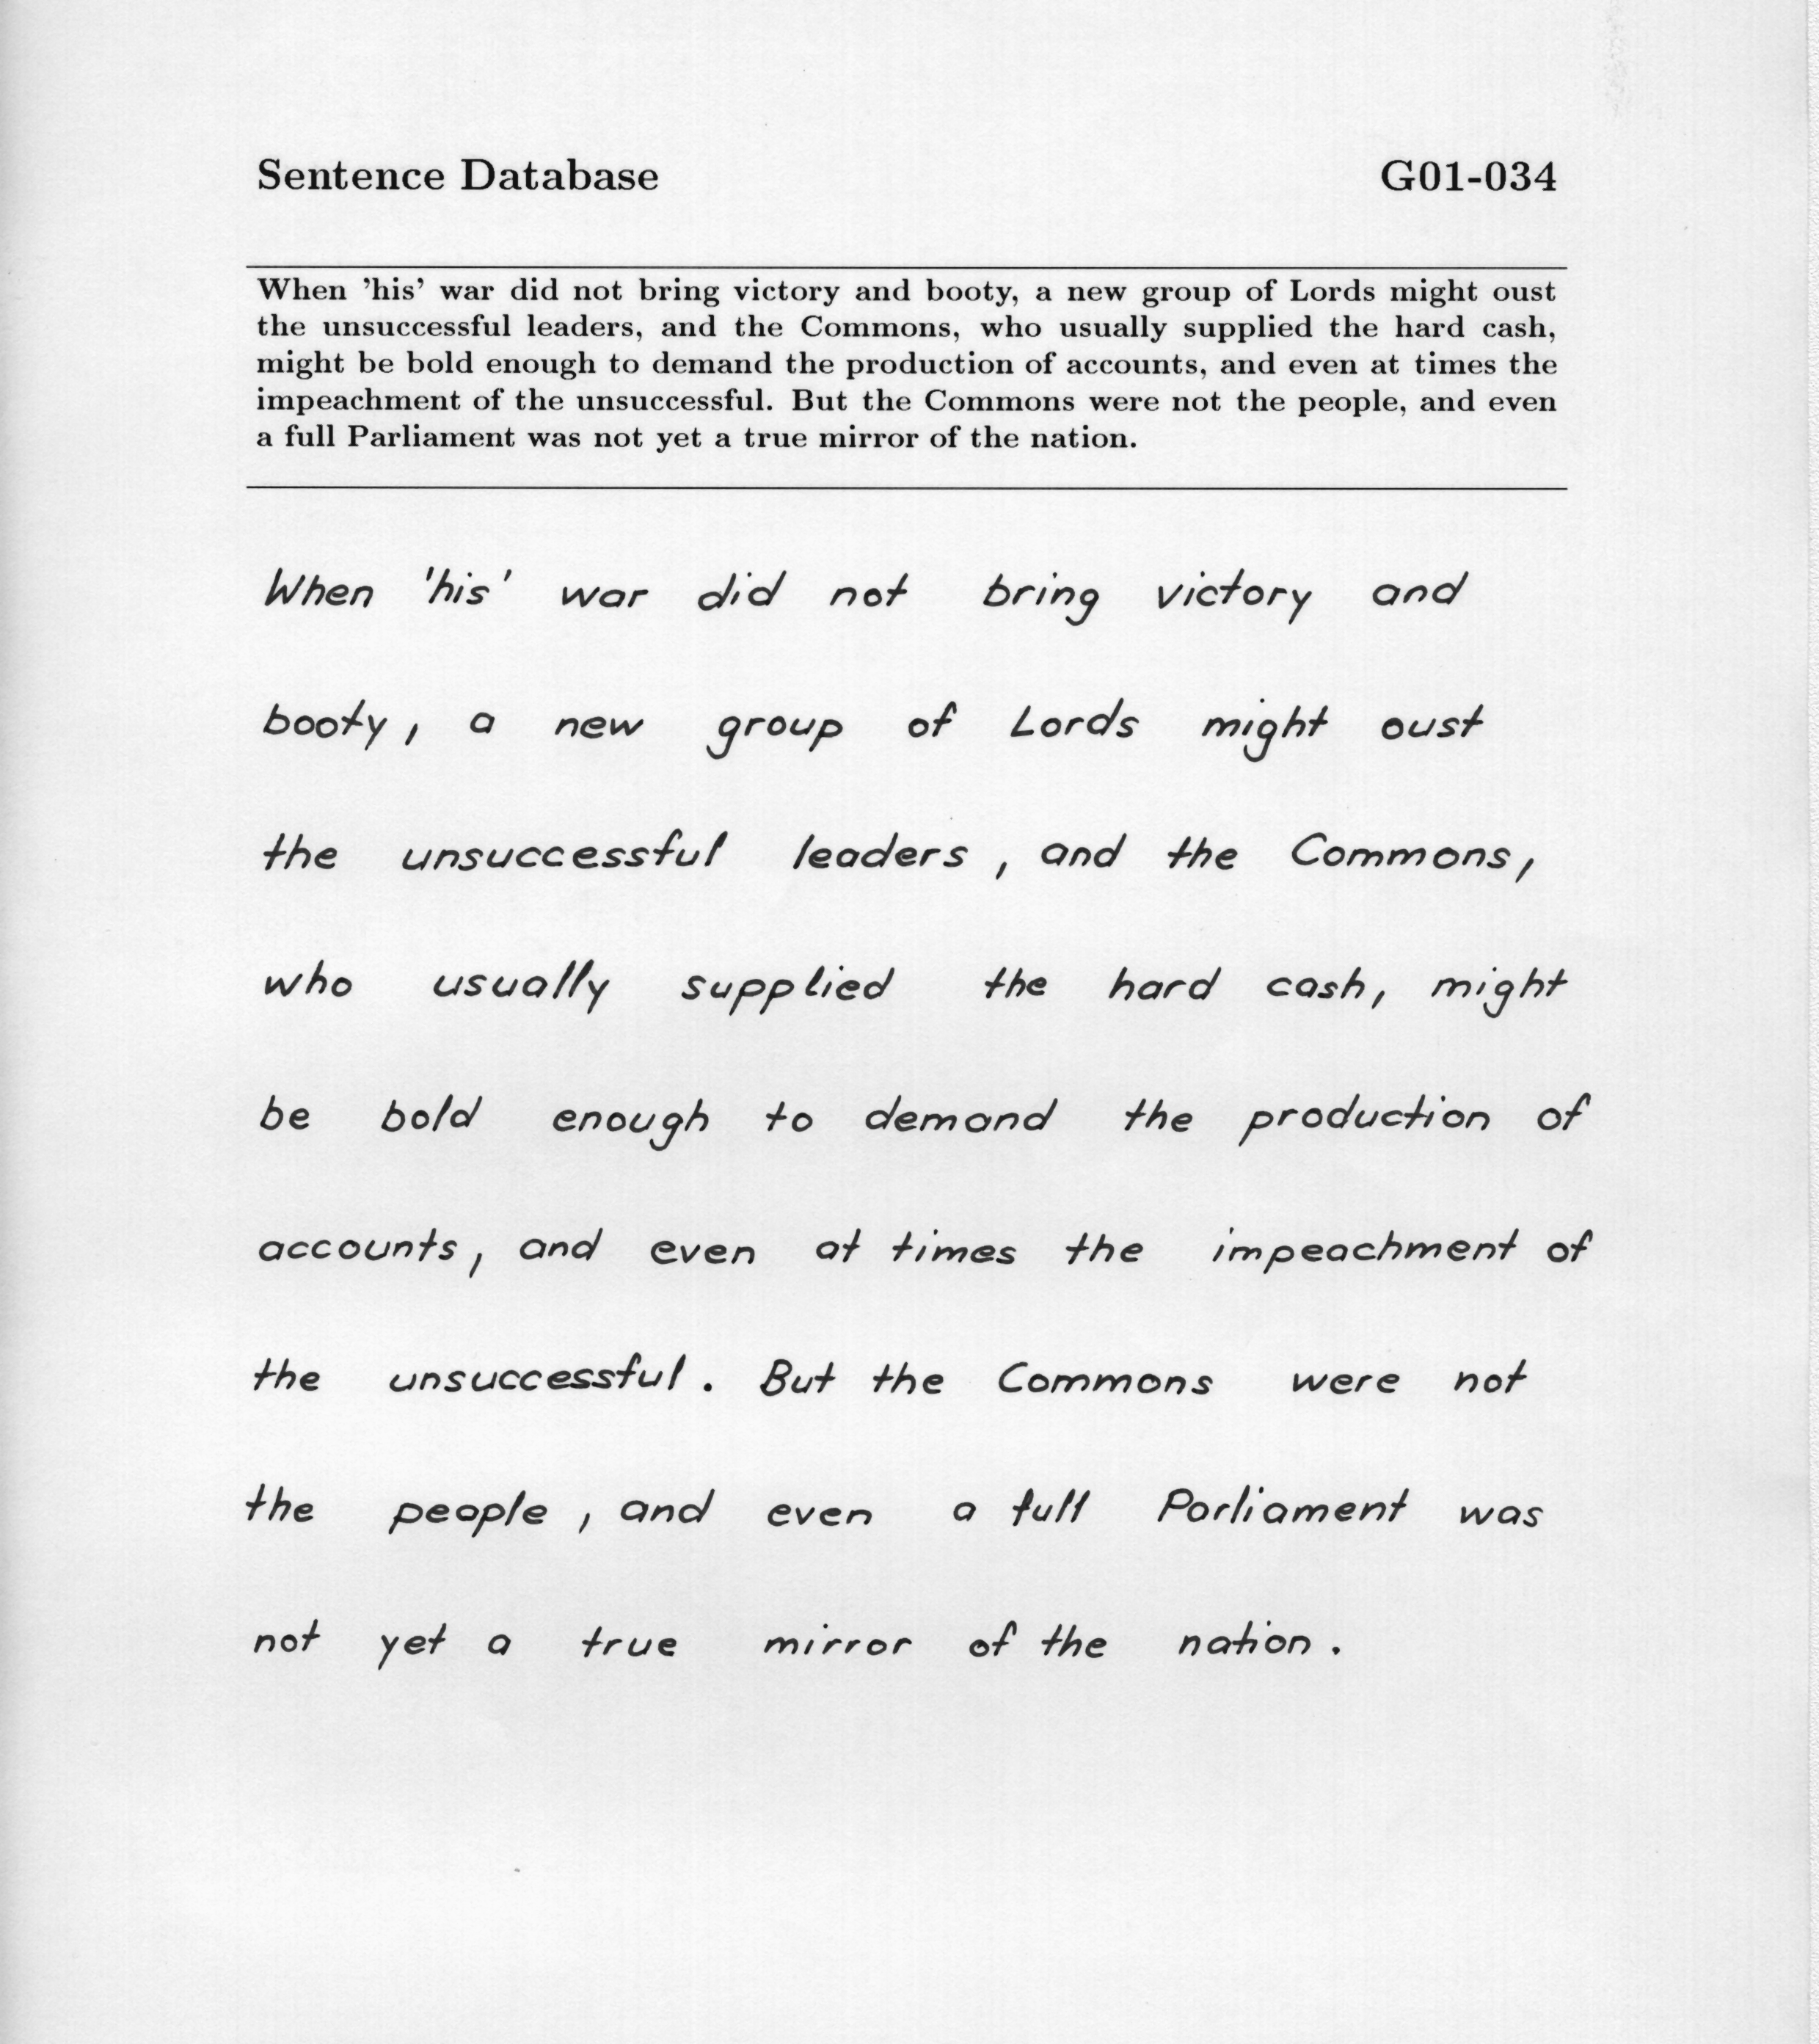 Sentence Database G01-034
When 'his' war did not bring victory and booty, a new group of Lords might oust
the unsuccessful leaders, and the Commons, who usually supplied the hard cash,
might be bold enough to demand the production of accounts, and even at times the
impeachment of the unsuccessful. But the Commons were not the people, and even
a full Parliament was not yet a true mirror of the nation.
When 'his' war did not bring victory and
booty, a new group of Lords might oust
the unsuccessful leaders, and the Commons,
who usually supplied the hard cash, might
be bold enough to demand the production of
accounts, and even at times the impeachment of
the unsuccessful. But the Commons were not
the people, and even a full Parliament was
not yet a true mirror of the nation.